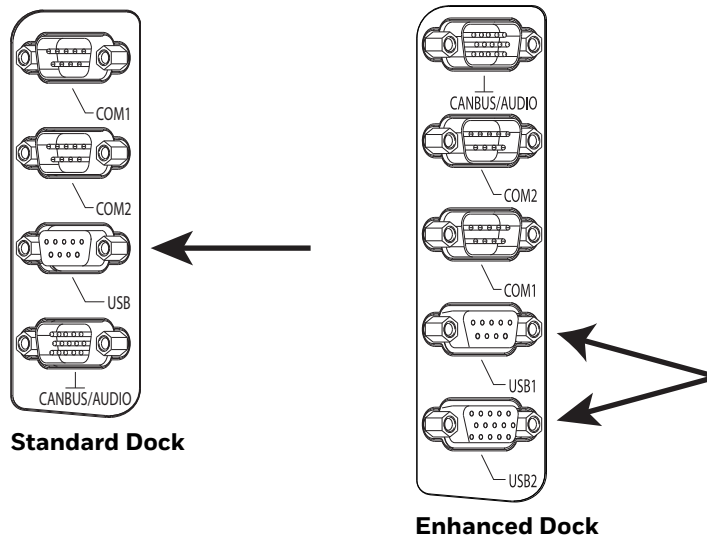 COM1
COM2
USB
CANBUS/AUDIO
Standard Dock
CANBUS/AUDIO
COM2
COM1
USB1
USB2
Enhanced Dock